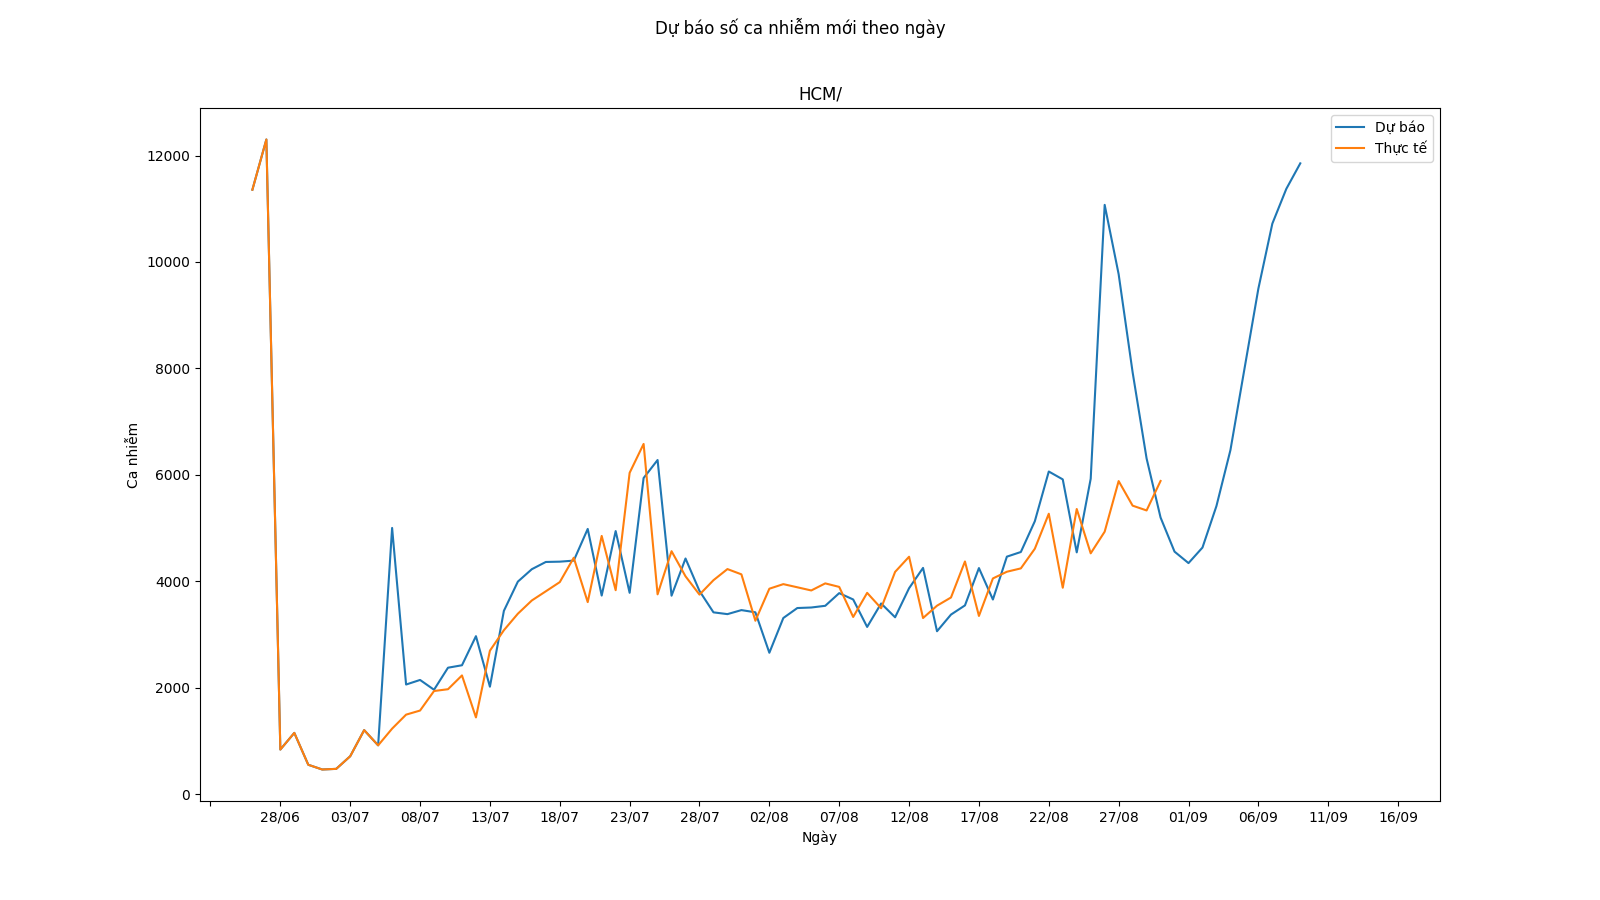 Dự báo số ca nhiễm mới theo ngày
HCM/
Dự báo
Thực tế
12000
10000
8000
6000
4000
2000
0
Ca nhiễm
28/06 03/07 08/07 13/07 18/07 23/07 28/07 02/08 07/08 12/08 17/08 22/08 27/08 01/09 06/09 11/09 16/09
Ngày